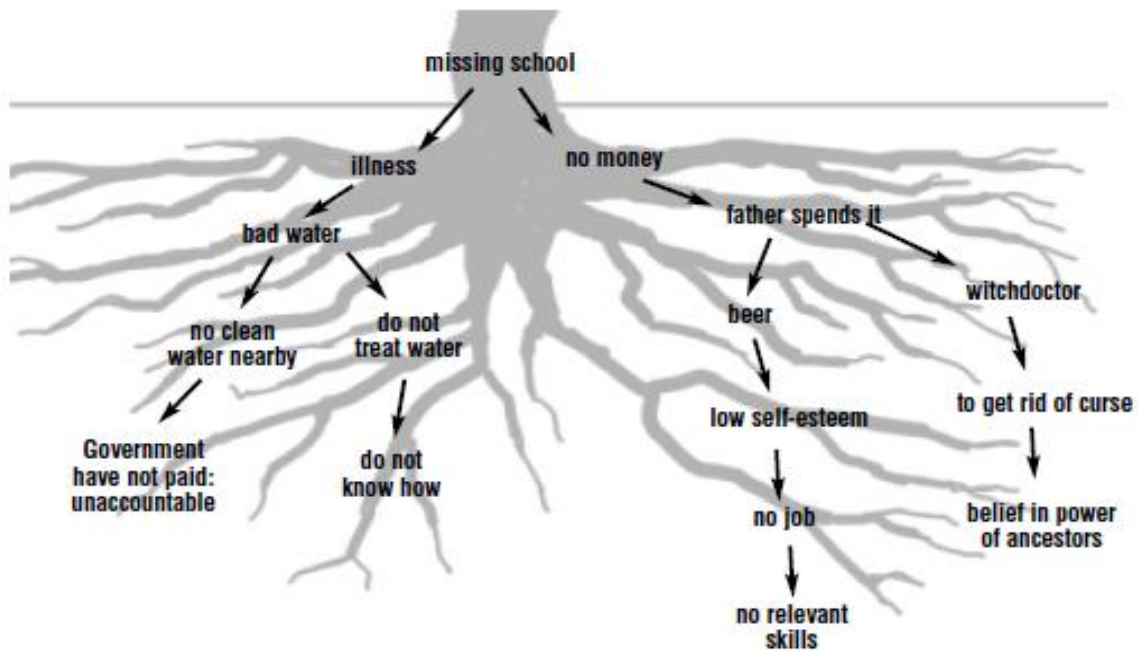 missing school
illness
no money
bad water
father spends it
no clean
water nearby
do not
treat water
beer
witchdoctor
Government
have not paid:
unaccountable
do not
know how
low self-esteem
to get rid of curse
no job
belief in power
of ancestors
no relevant
skills